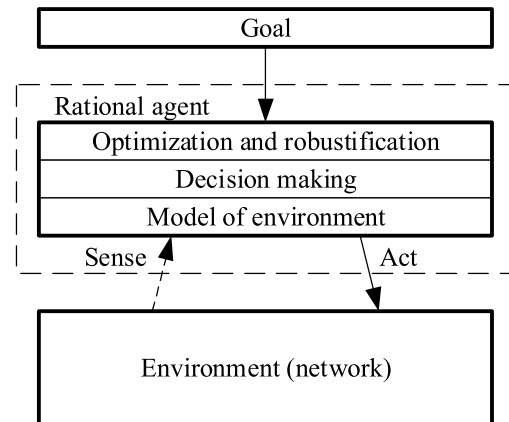 Goal
Rational agent
Optimization and robustification
Decision making
Model of environment
Sense
Act
Environment (network)